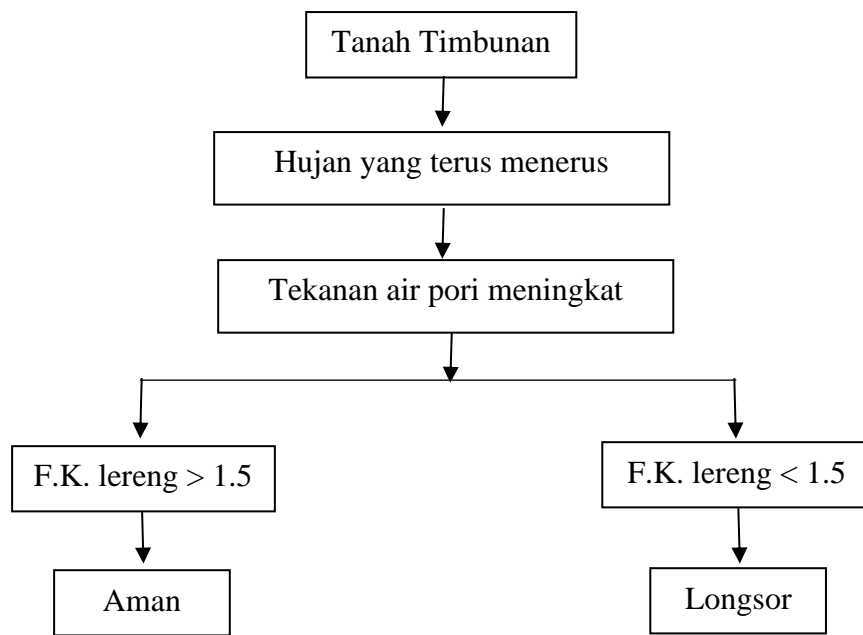 Tanah Timbunan
Hujan yang terus menerus
Tekanan air pori meningkat
F.K. lereng > 1.5
F.K. lereng < 1.5
Aman
Longsor